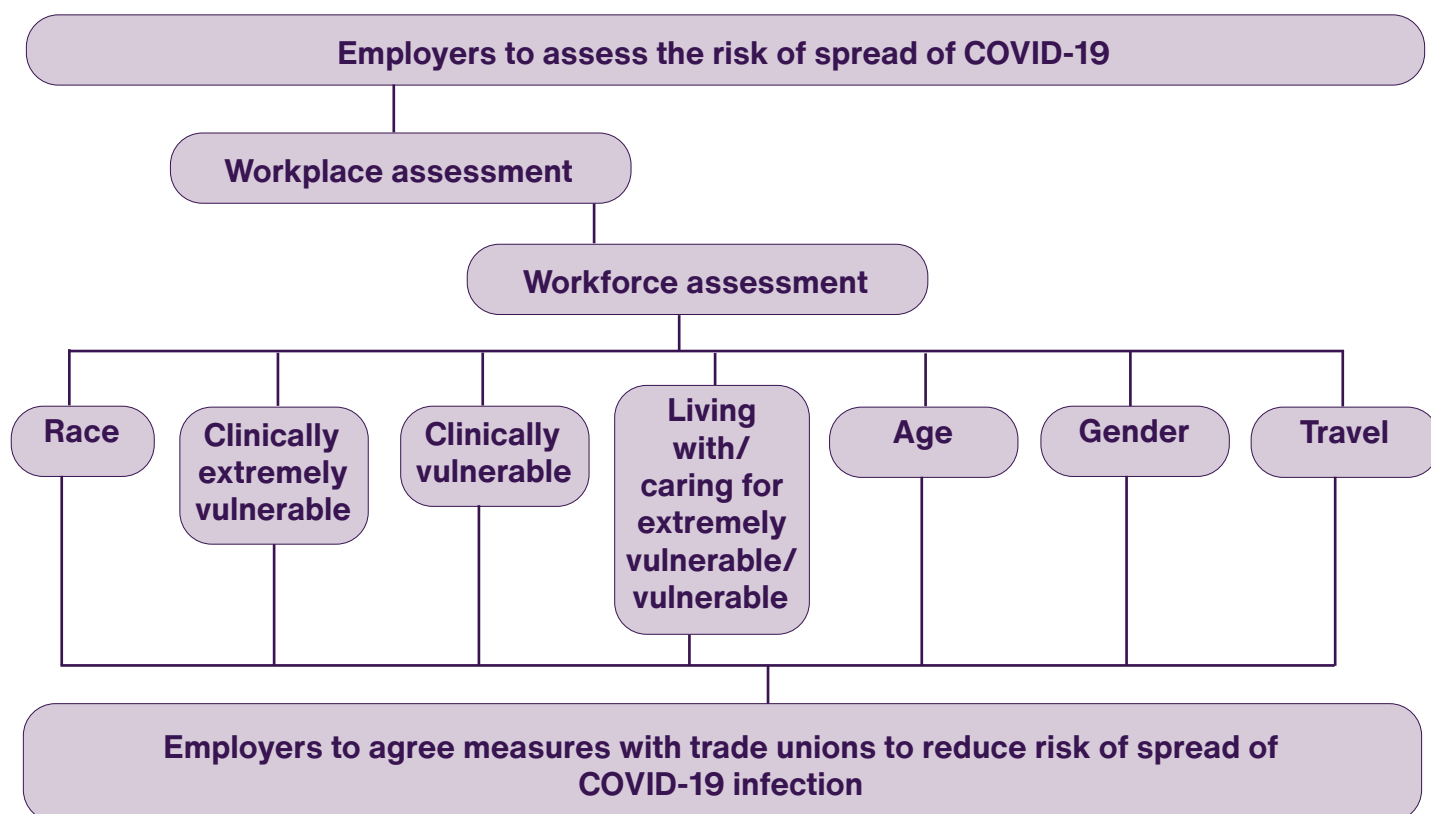 Employers to assess the risk of spread of COVID-19
Workplace assessment
Workforce assessment
Race
Clinically
extremely
vulnerable
Clinically
vulnerable
Living
with/
caring for
extremely
vulnerable/
vulnerable
Age
Gender
Travel
Employers to agree measures with trade unions to reduce risk of spread of
COVID-19 infection